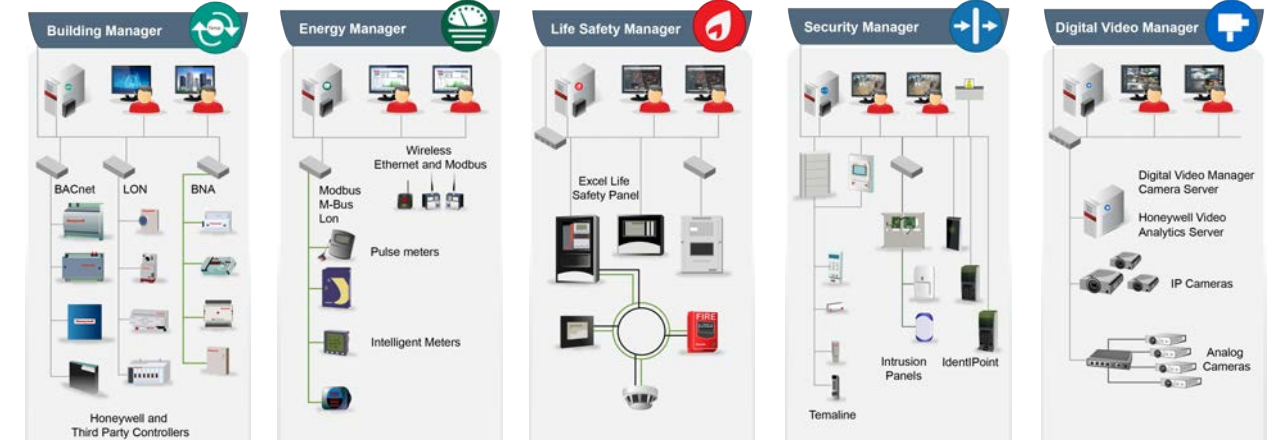 Building Manager
BACnet
LON
BNA
Honeywell and
Third Party Controllers
Energy Manager
Wireless
Ethernet and Modbus
Modbus
M-Bus
Lon
Pulse meters
Intelligent Meters
Life Safety Manager
Excel Life
Safety Panel
FIRE
Security Manager
Intrusion
Panels
IdentIPoint
Temaline
Digital Video Manager
Digital Video Manager
Camera Server
Honeywell Video
Analytics Server
IP Cameras
Analog
Cameras